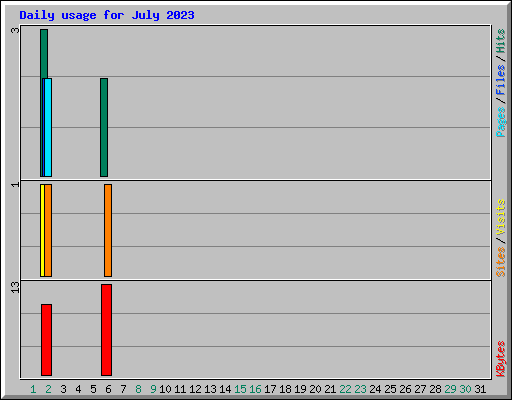 Daily usage for July 2023
3
1
13
Pages / Files / Hits
Sites / Visits
KBytes
1 2 3 4 5 6 7 8 9 10 11 12 13 14 15 16 17 18 19 20 21 22 23 24 25 26 27 28 29 30 31